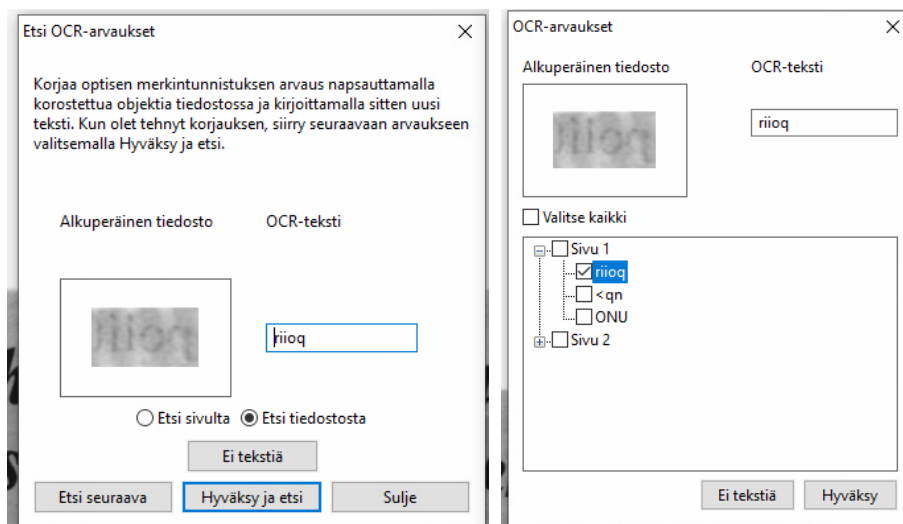 Etsi OCR-arvaukset
Korjaa optisen merkintunnistuksen arvaus napsauttamalla
korostettua objektia tiedostossa ja kirjoittamalla sitten uusi
teksti. Kun olet tehnyt korjauksen, siirry seuraavaan arvaukseen
valitsemalla Hyväksy ja etsi.
Alkuperäinen tiedosto
OCR-teksti
riioq
Etsi sivulta
Etsi tiedostosta
Ei tekstiä
Etsi seuraava
Hyväksy ja etsi
Sulje
OCR-arvaukset
Alkuperäinen tiedosto
OCR-teksti
riioq
Valitse kaikki
Sivu 1
riioq
<qn
ONU
Sivu 2
Ei tekstiä
Hyväksy